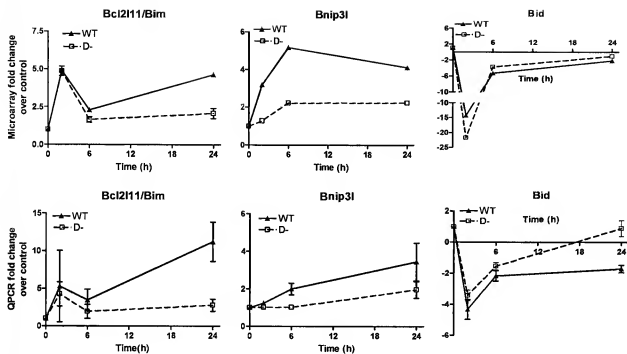 Bcl2l11/Bim
WT
D-
Microarray fold change
over control
7.5
5.0
2.5
0.0
0 6 12 18 24
Time (h)
Bnip3l
WT
D-
6
4
2
0
0 6 12 18 24
Time (h)
Bid
WT
D-
6
2
-2
-6
-10
-10
-15
-20
-25
6 12 18 24
Time (h)
Bcl2l11/Bim
WT
D-
QPCR fold change
over control
15
10
5
0
0 6 12 18 24
Time(h)
Bnip3l
WT
D-
6
4
2
0
0 6 12 18 24
Time (h)
Bid
WT
D-
2
0
-2
-4
-6
Time (h)
6 12 18 24